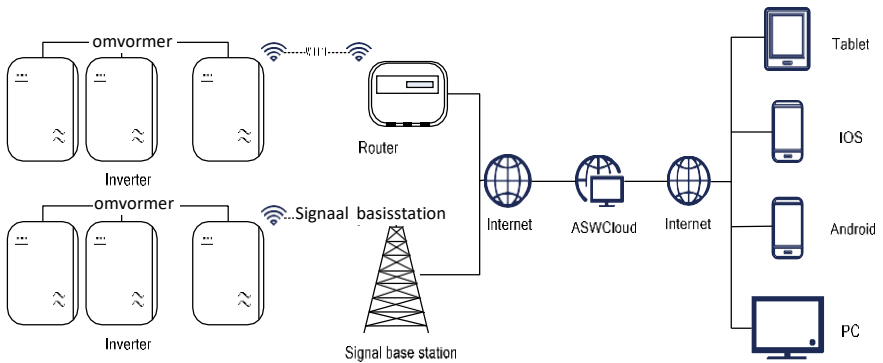 omvormer
Inverter
Router
omvormer
Signaal basisstation
Inverter
Signal base station
Internet
ASWCloud
Internet
Tablet
IOS
Android
PC